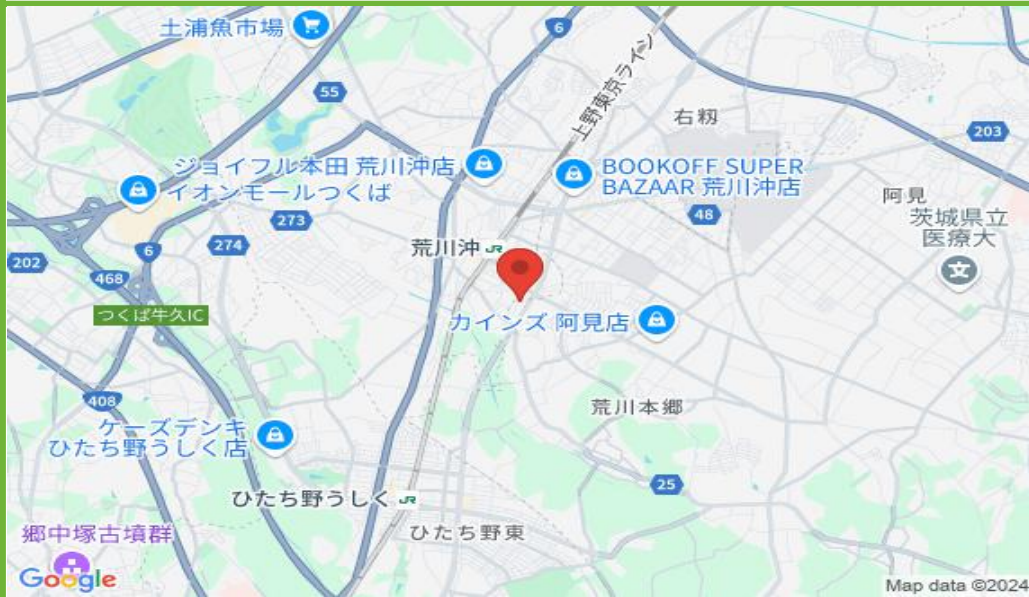 土浦魚市場
6
上野東京ライン
55
右籾
203
ジョイフル本田 荒川沖店
イオンモールつくば
BOOKOFF SUPER
BAZAAR 荒川沖店
阿見
48
273
茨城県立
医療大
文
274
6
荒川沖 JR
202
468
つくば牛久IC
カインズ 阿見店
408
荒川本郷
ケーズデンキ
ひたち野うしく店
25
ひたち野うしく JR
ひたち野東
郷中塚古墳群
Google
Map data ©2024